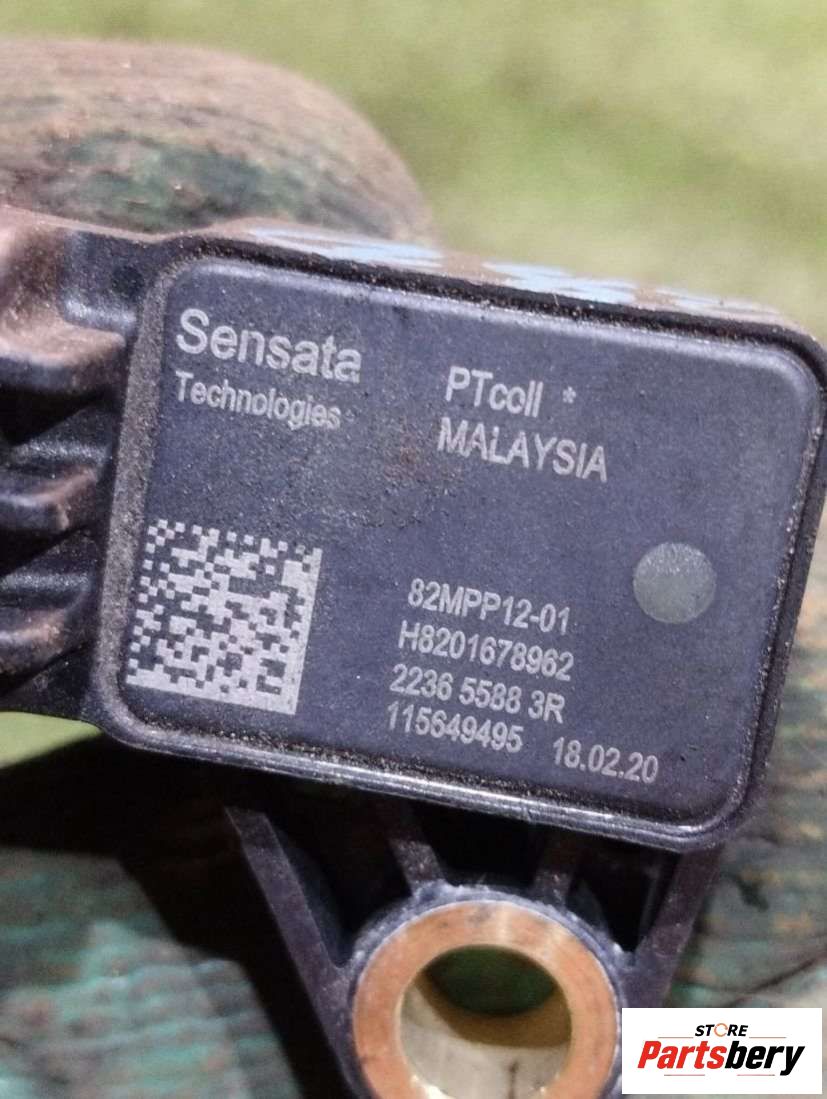 Sensata
Technologies
PTcoll *
MALAYSIA
82MPP12-01
H8201678962
2236 5588 3R
115649495 18.02.20
STORE
Partsbery